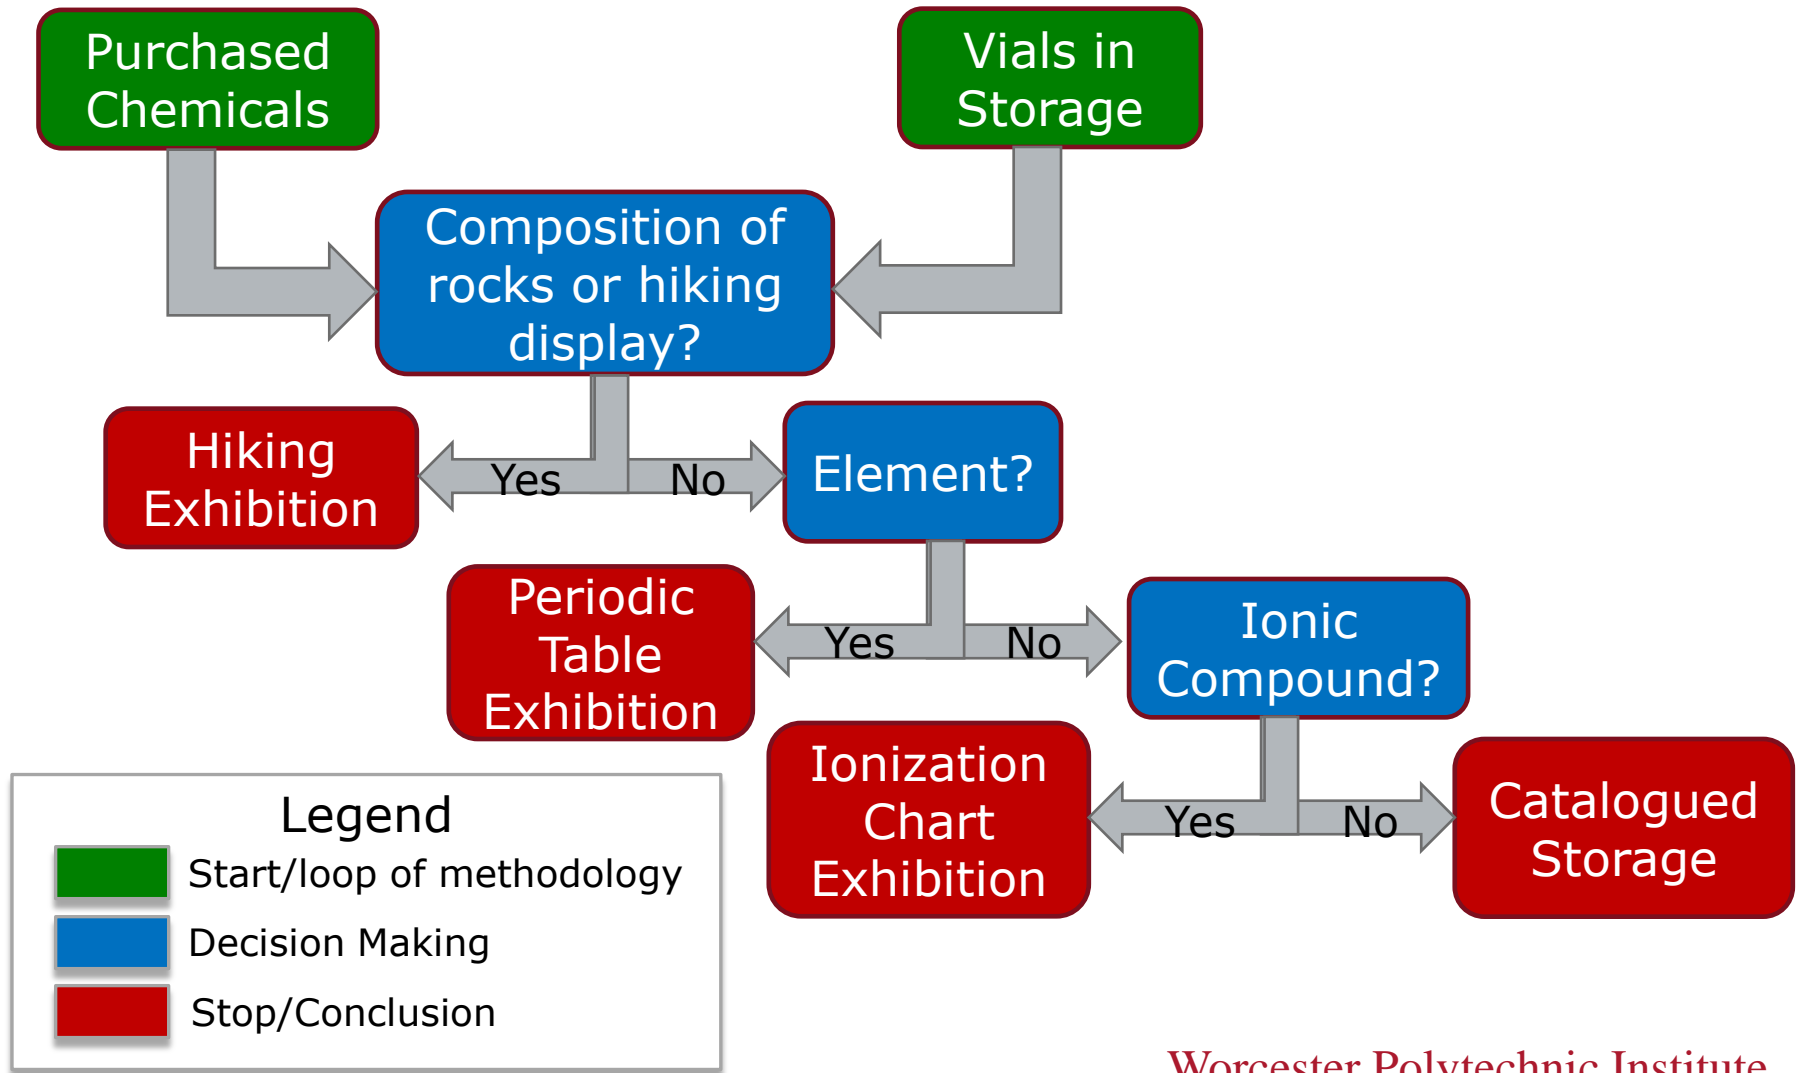 Purchased
Chemicals
Vials in
Storage
Composition of
rocks or hiking
display?
Hiking
Exhibition
Yes
No
Element?
Periodic
Table
Exhibition
Yes
No
Ionic
Compound?
Ionization
Chart
Exhibition
Yes
No
Catalogued
Storage
Legend
Start/loop of methodology
Decision Making
Stop/Conclusion
Worcester Polytechnic Institute